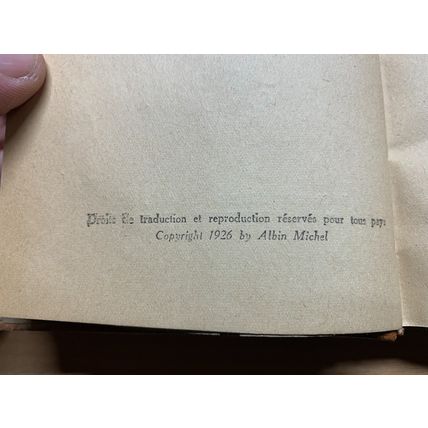 Droits de traduction et reproduction réservés pour tous pays
Copyright 1926 by Albin Michel